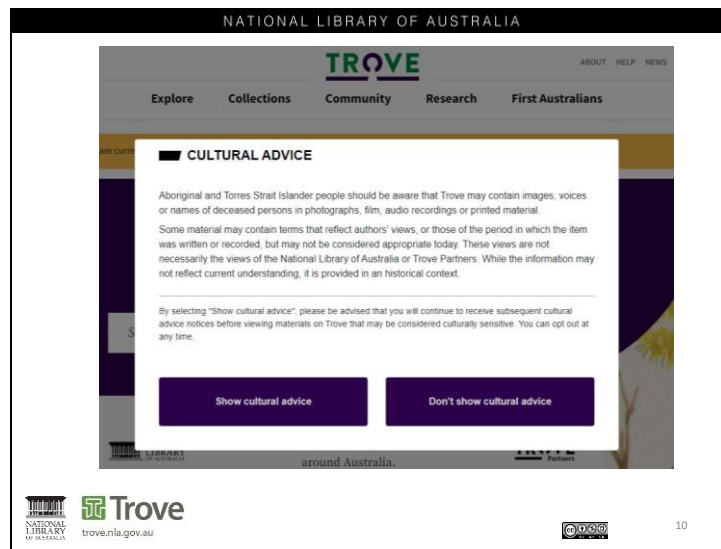 NATIONAL LIBRARY OF AUSTRALIA
TROVE
ABOUT HELP NEWS
Explore Collections Community Research First Australians
are curre
CULTURAL ADVICE
Aboriginal and Torres Strait Islander people should be aware that Trove may contain images, voices
or names of deceased persons in photographs, film, audio recordings or printed material.
Some material may contain terms that reflect authors' views, or those of the period in which the item
was written or recorded, but may not be considered appropriate today. These views are not
necessarily the views of the National Library of Australia or Trove Partners. While the information may
not reflect current understanding, it is provided in an historical context.
By selecting "Show cultural advice", please be advised that you will continue to receive subsequent cultural
advice notices before viewing materials on Trove that may be considered culturally sensitive. You can opt out at
any time.
S
Show cultural advice Don't show cultural advice
LIBRARY
OF AUSTRALIA
around Australia.
Partners
NATIONAL
LIBRARY
OF AUSTRALIA
Trove
trove.nla.gov.au
10